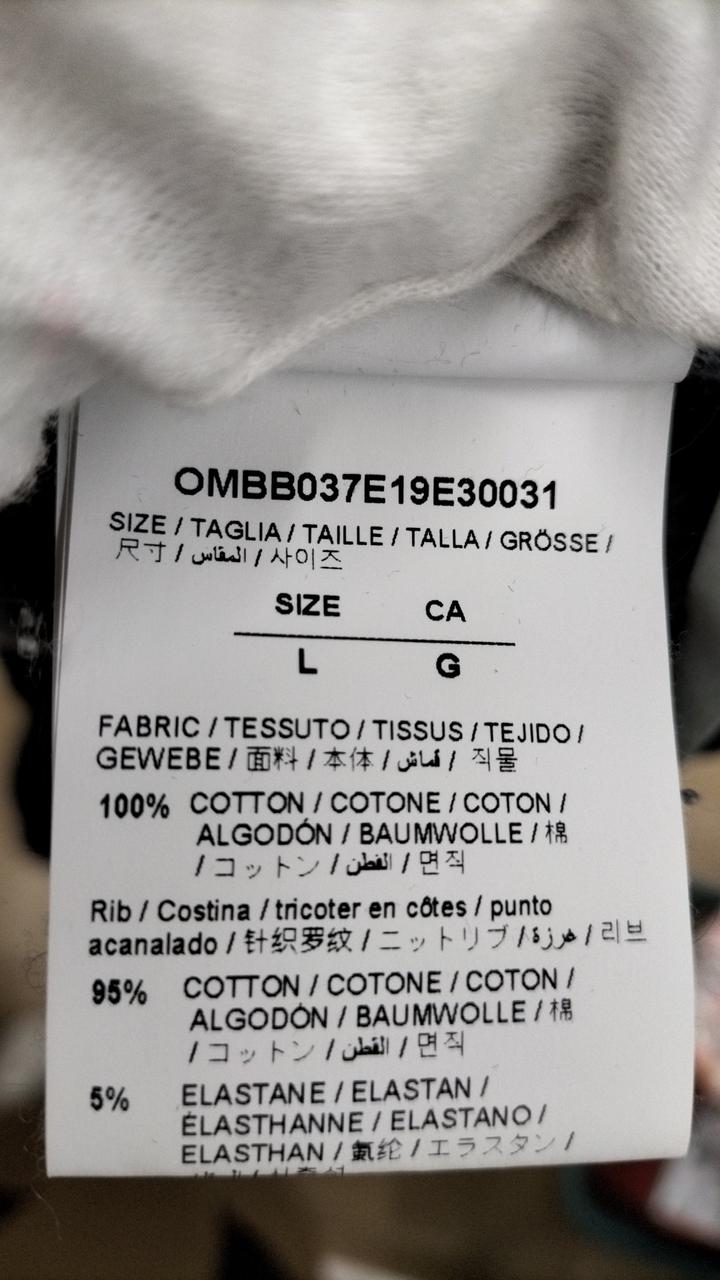 OMBB037E19E30031
SIZE / TAGLIA / TAILLE / TALLA / GRÖSSE /
尺寸 / المقاس / 사이즈
SIZE CA
L G
FABRIC / TESSUTO / TISSUS / TEJIDO /
GEWEBE / 面料 / 本体 / قماش / 직물
100% COTTON / COTONE / COTON /
ALGODÓN / BAUMWOLLE / 棉
/ コットン / القطن / 면직
Rib / Costina / tricoter en côtes / punto
acanalado / 针织罗纹 / ニットリブ / غرزة / 리브
95% COTTON / COTONE / COTON /
ALGODÓN / BAUMWOLLE / 棉
/ コットン / القطن / 면직
5% ELASTANE / ELASTAN /
ÉLASTHANNE / ELASTANO /
ELASTHAN / 氨纶 / エラスタン /